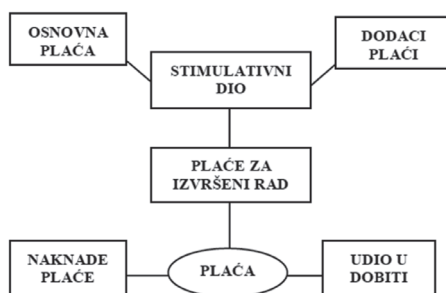 OSNOVNA
PLAĆA
DODACI
PLAĆI
STIMULATIVNI
DIO
PLAĆE ZA
IZVRŠENI RAD
NAKNADE
PLAĆE
PLAĆA
UDIO U
DOBITI